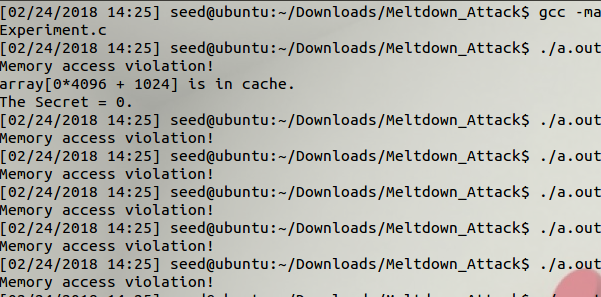 [02/24/2018 14:25] seed@ubuntu:~/Downloads/Meltdown_Attack$ gcc -ma
Experiment.c
[02/24/2018 14:25] seed@ubuntu:~/Downloads/Meltdown_Attack$ ./a.out
Memory access violation!
array[0*4096 + 1024] is in cache.
The Secret = 0.
[02/24/2018 14:25] seed@ubuntu:~/Downloads/Meltdown_Attack$ ./a.out
Memory access violation!
[02/24/2018 14:25] seed@ubuntu:~/Downloads/Meltdown_Attack$ ./a.out
Memory access violation!
[02/24/2018 14:25] seed@ubuntu:~/Downloads/Meltdown_Attack$ ./a.out
Memory access violation!
[02/24/2018 14:25] seed@ubuntu:~/Downloads/Meltdown_Attack$ ./a.out
Memory access violation!
[02/24/2018 14:25] seed@ubuntu:~/Downloads/Meltdown_Attack$ ./a.out
Memory access violation!